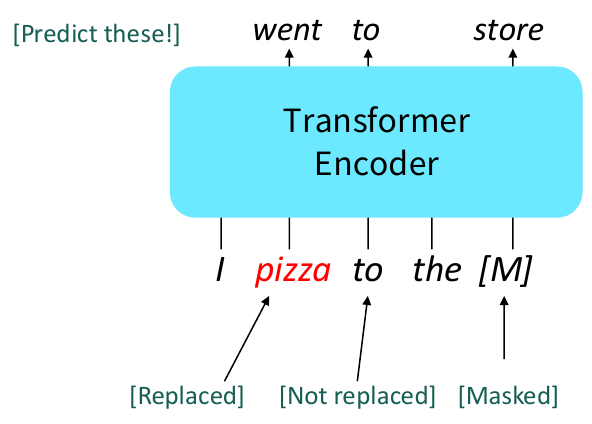 [Predict these!] went to store
Transformer
Encoder
I pizza to the [M]
[Replaced] [Not replaced] [Masked]